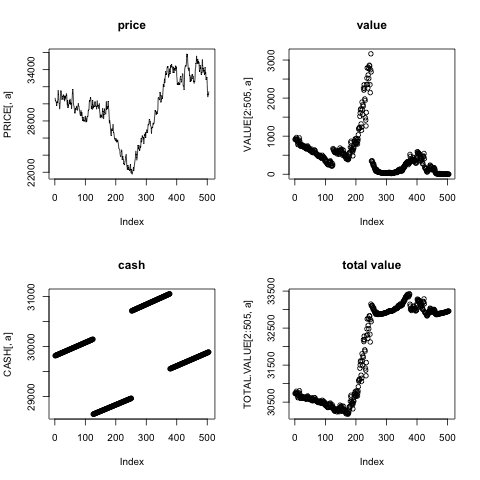 price
PRICE[, a]
22000 28000 34000
0 100 200 300 400 500
Index
value
VALUE[2:505, a]
0 1000 2000 3000
0 100 200 300 400 500
Index
cash
CASH[, a]
29000 30000 31000
0 100 200 300 400 500
Index
total value
TOTAL.VALUE[2:505, a]
30500 31500 32500 33500
0 100 200 300 400 500
Index